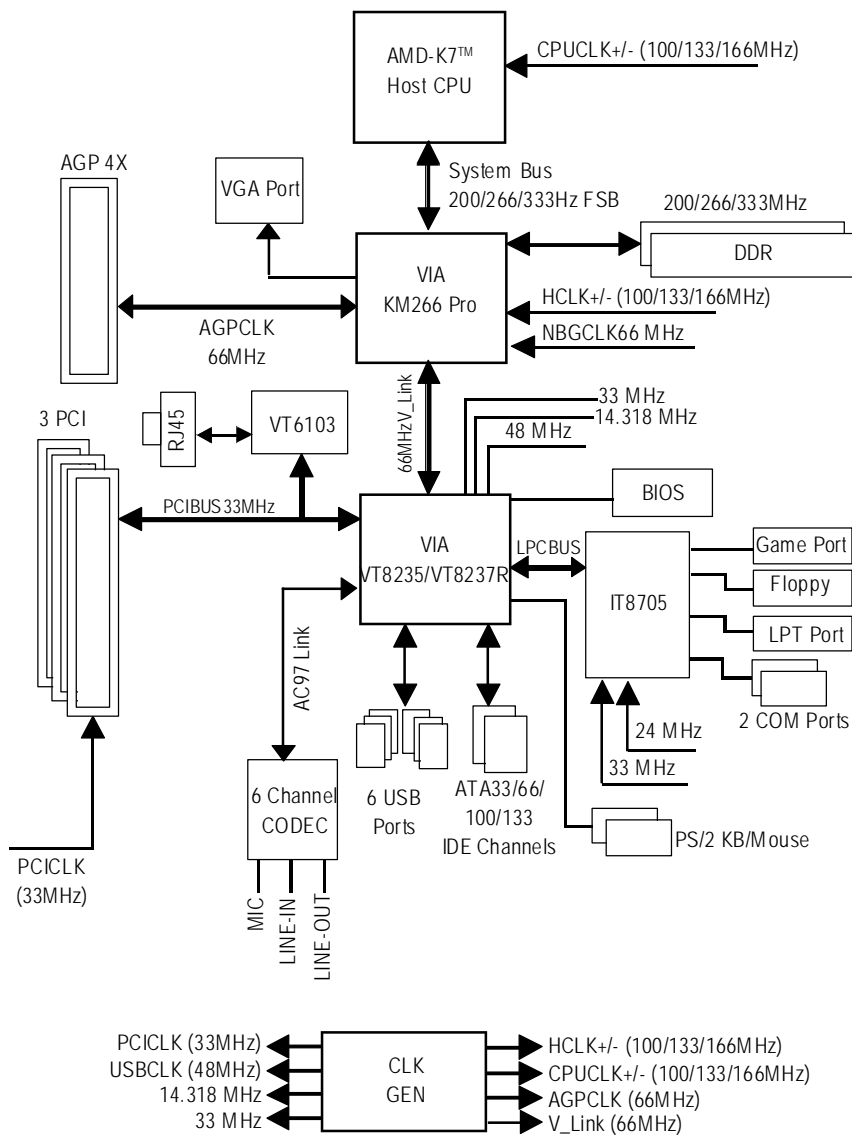 AMD-K7™
Host CPU
CPUCLK+/- (100/133/166MHz)
AGP 4X
System Bus
200/266/333Hz FSB
VGA Port
200/266/333MHz
DDR
VIA
KM266 Pro
HCLK+/- (100/133/166MHz)
AGPCLK
66MHz
NBGCLK66 MHz
3 PCI
RJ45
VT6103
66MHzV_Link
33 MHz
14.318 MHz
48 MHz
BIOS
PCIBUS33MHz
VIA
VT8235/VT8237R
LPCBUS
IT8705
Game Port
Floppy
LPT Port
2 COM Ports
AC97 Link
24 MHz
33 MHz
6 Channel
CODEC
6 USB
Ports
ATA33/66/
100/133
IDE Channels
PS/2 KB/Mouse
PCICLK
(33MHz)
MIC
LINE-IN
LINE-OUT
CLK
GEN
PCICLK (33MHz)
USBCLK (48MHz)
14.318 MHz
33 MHz
HCLK+/- (100/133/166MHz)
CPUCLK+/- (100/133/166MHz)
AGPCLK (66MHz)
V_Link (66MHz)